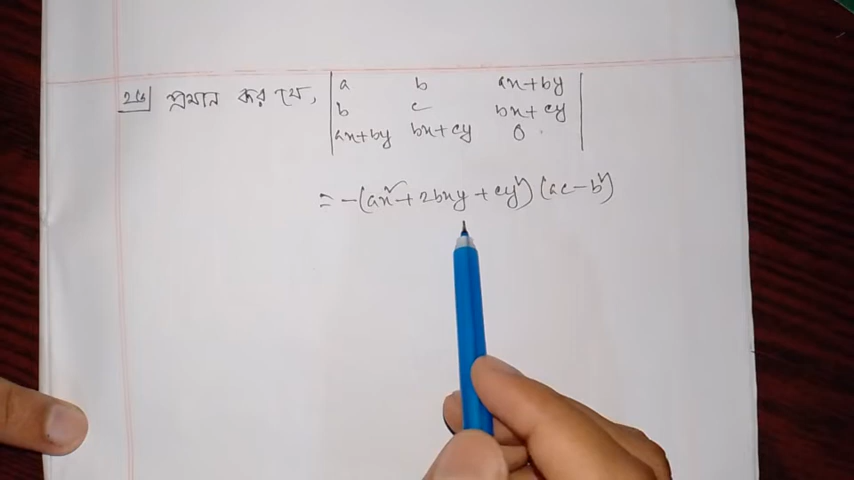 ২৬| প্রমান কর যে, | a b ax+by |
| b c bx+cy |
| ax+by bx+cy 0 |
= -(ax²+2bxy+cy²)(ac-b²)